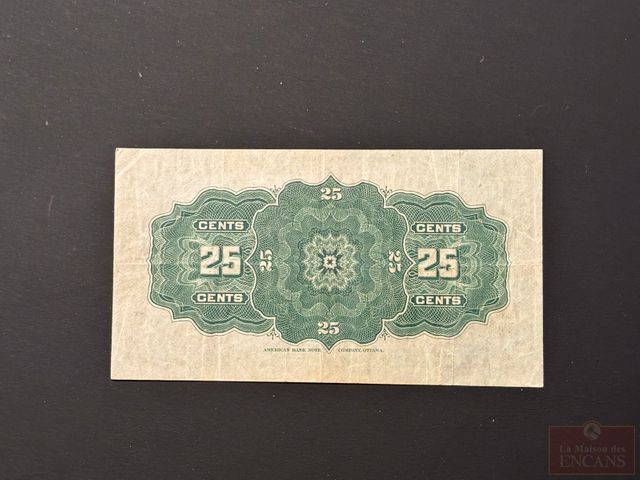 25
CENTS CENTS
25 25 25 25
CENTS CENTS
25
AMERICAN BANK NOTE COMPANY, OTTAWA.
La Maison des
ENCANS